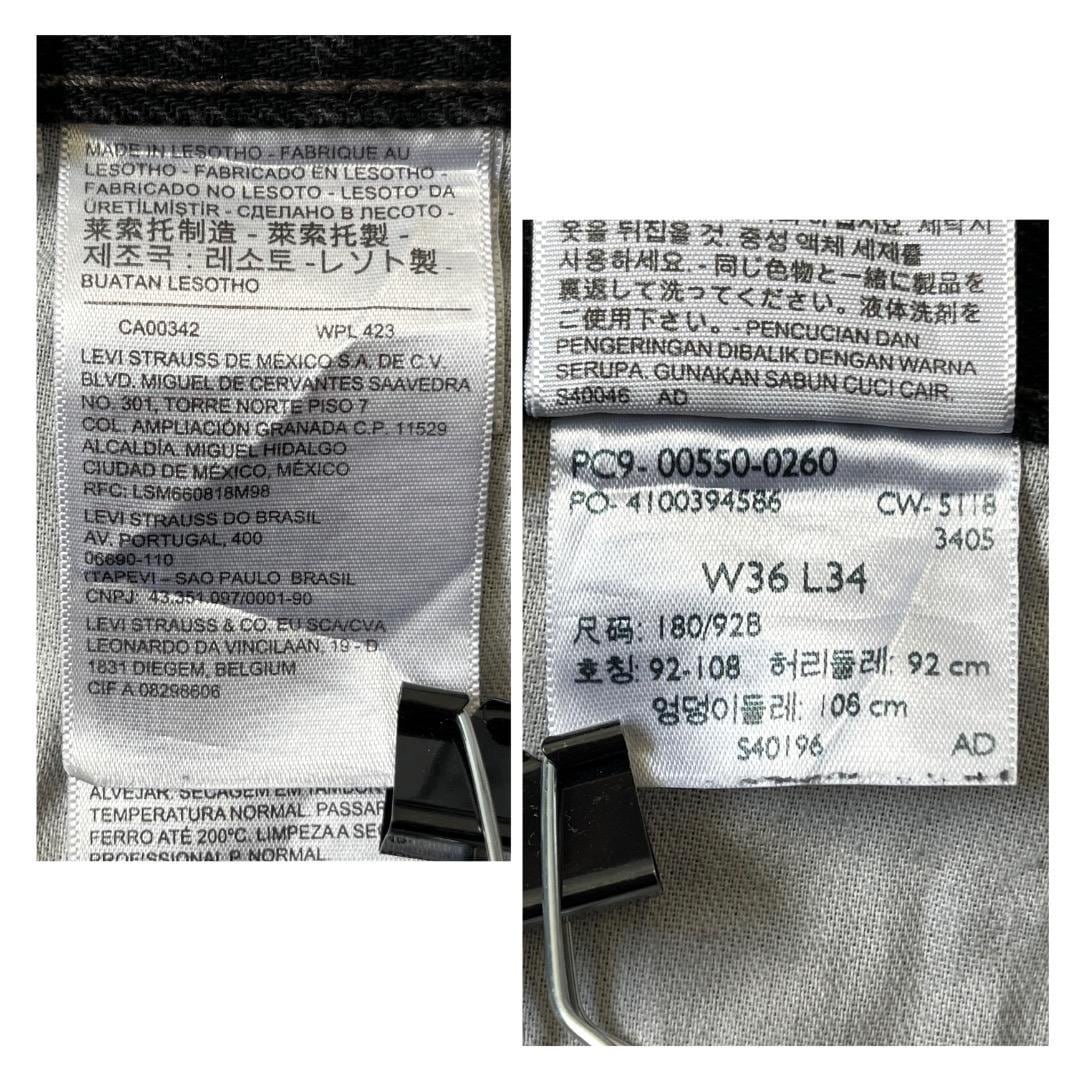 MADE IN LESOTHO - FABRIQUE AU
LESOTHO - FABRICADO EN LESOTHO -
FABRICADO NO LESOTO - LESOTO' DA
ÜRETILMIŞTIR - СДЕЛАНО В ЛЕСОТО -
莱索托制造 - 萊索托製 -
제조국 : 레소토 -レソト製 -
BUATAN LESOTHO
CA00342 WPL 423
LEVI STRAUSS DE MÉXICO S.A. DE C.V.
BLVD. MIGUEL DE CERVANTES SAAVEDRA
NO. 301, TORRE NORTE PISO 7
COL. AMPLIACIÓN GRANADA C.P. 11529
ALCALDÍA. MIGUEL HIDALGO
CIUDAD DE MÉXICO, MÉXICO
RFC: LSM660818M98
LEVI STRAUSS DO BRASIL
AV. PORTUGAL, 400
06690-110
ITAPEVI – SAO PAULO BRASIL
CNPJ: 43.351.097/0001-90
LEVI STRAUSS & CO. EU SCA/CVA
LEONARDO DA VINCILAAN, 19 - D
1831 DIEGEM, BELGIUM
CIF A 08298606
ALVEJAR. SECAGEM EM TAMBOR
TEMPERATURA NORMAL. PASSAR
FERRO ATÉ 200ºC. LIMPEZA A SE
PROFISSIONAL P. NORMAL
세탁 시
옷을 뒤집을 것. 중성 액체 세제를
사용하세요. - 同じ色物と一緒に製品を
裏返して洗ってください。液体洗剤を
ご使用下さい。- PENCUCIAN DAN
PENGERINGAN DIBALIK DENGAN WARNA
SERUPA. GUNAKAN SABUN CUCI CAIR.
S40046 AD
PC9- 00550-0260
PO- 4100394586 CW- 5118
3405
W36 L34
尺码: 180/92B
호칭 92-108 허리둘레: 92 cm
엉덩이둘레: 108 cm
S40196 AD